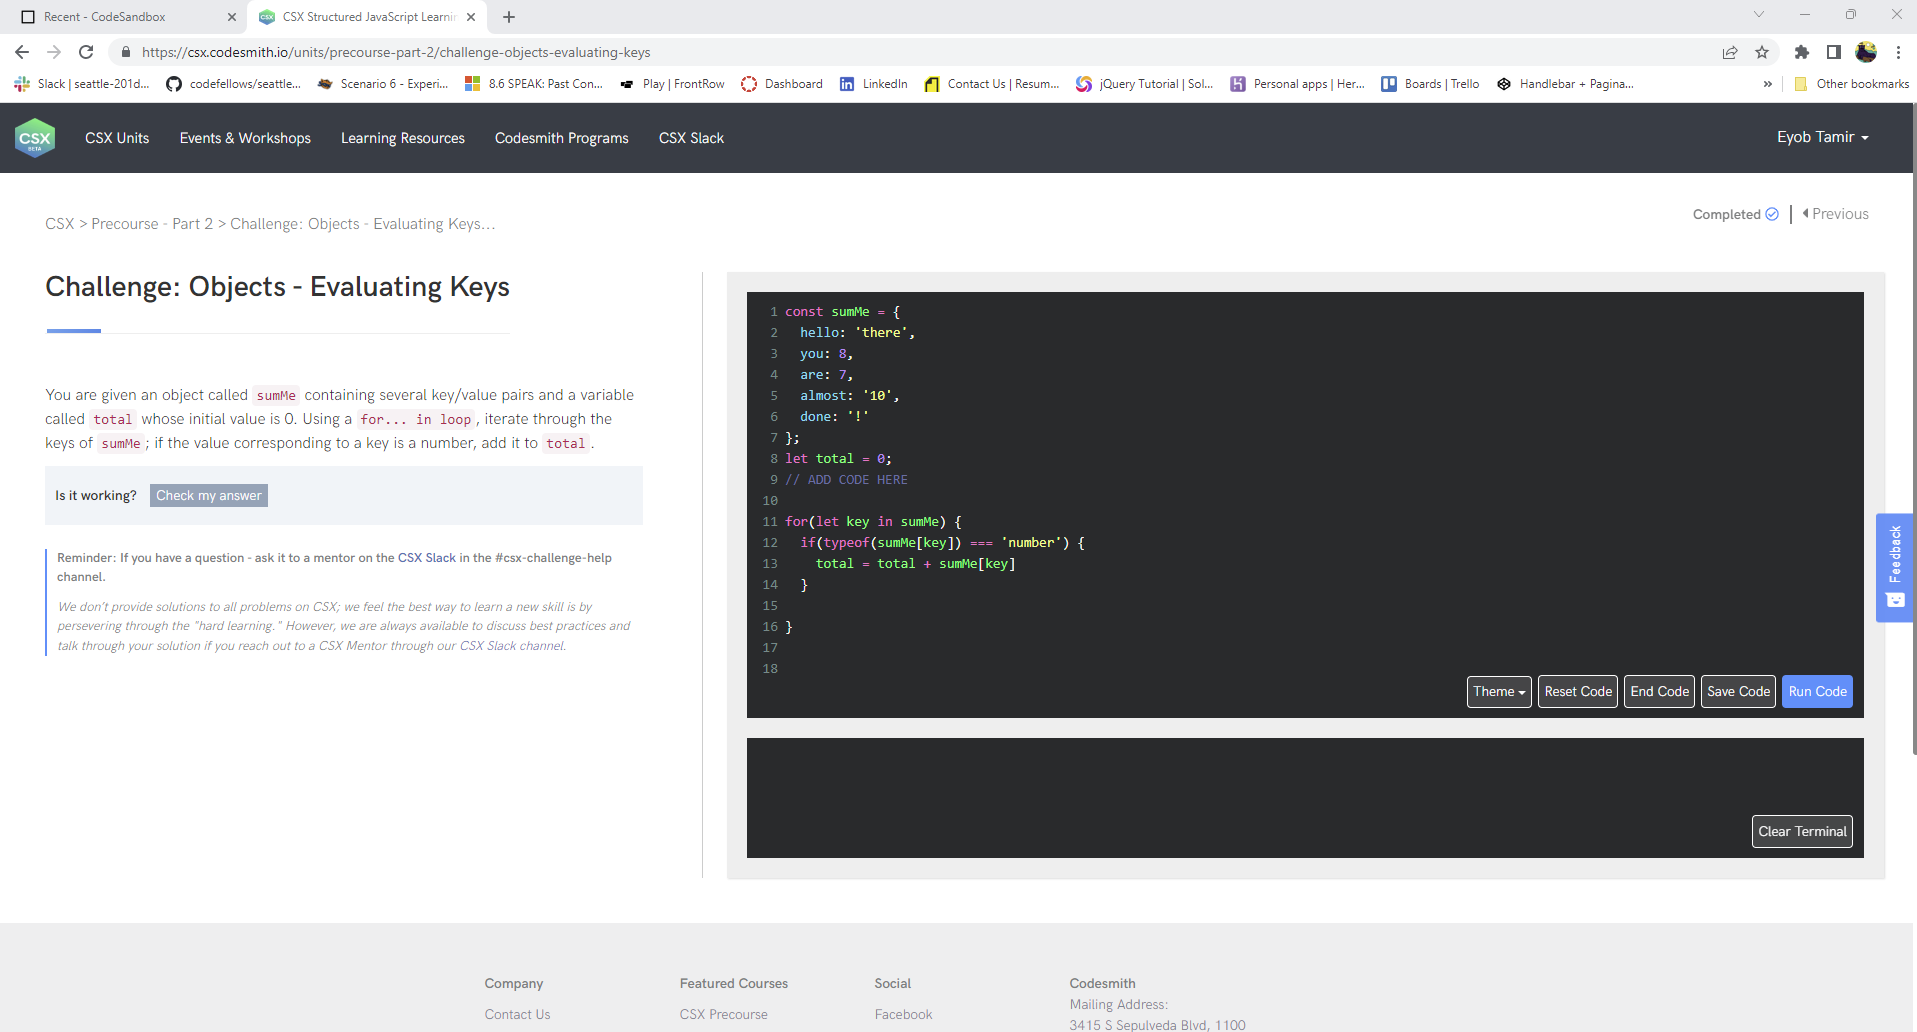 Recent - CodeSandbox
CSX Structured JavaScript Learnin
https://csx.codesmith.io/units/precourse-part-2/challenge-objects-evaluating-keys
Slack | seattle-201d...
codefellows/seattle...
Scenario 6 - Experi...
8.6 SPEAK: Past Con...
Play | FrontRow
Dashboard
LinkedIn
Contact Us | Resum...
jQuery Tutorial | Sol...
Personal apps | Her...
Boards | Trello
Handlebar + Pagina...
»
Other bookmarks
CSX
BETA
CSX Units
Events & Workshops
Learning Resources
Codesmith Programs
CSX Slack
Eyob Tamir
CSX > Precourse - Part 2 > Challenge: Objects - Evaluating Keys...
Completed
Previous
Challenge: Objects - Evaluating Keys
You are given an object called sumMe containing several key/value pairs and a variable
called total whose initial value is 0. Using a for... in loop , iterate through the
keys of sumMe ; if the value corresponding to a key is a number, add it to total .
Is it working? Check my answer
Reminder: If you have a question - ask it to a mentor on the CSX Slack in the #csx-challenge-help
channel.
We don't provide solutions to all problems on CSX; we feel the best way to learn a new skill is by
persevering through the "hard learning." However, we are always available to discuss best practices and
talk through your solution if you reach out to a CSX Mentor through our CSX Slack channel.
1 const sumMe = {
2 hello: 'there',
3 you: 8,
4 are: 7,
5 almost: '10',
6 done: '!'
7 };
8 let total = 0;
9 // ADD CODE HERE
10
11 for(let key in sumMe) {
12 if(typeof(sumMe[key]) === 'number') {
13 total = total + sumMe[key]
14 }
15
16 }
17
18
Theme
Reset Code
End Code
Save Code
Run Code
Clear Terminal
Feedback
Company
Contact Us
Featured Courses
CSX Precourse
Social
Facebook
Codesmith
Mailing Address:
3415 S Sepulveda Blvd, 1100